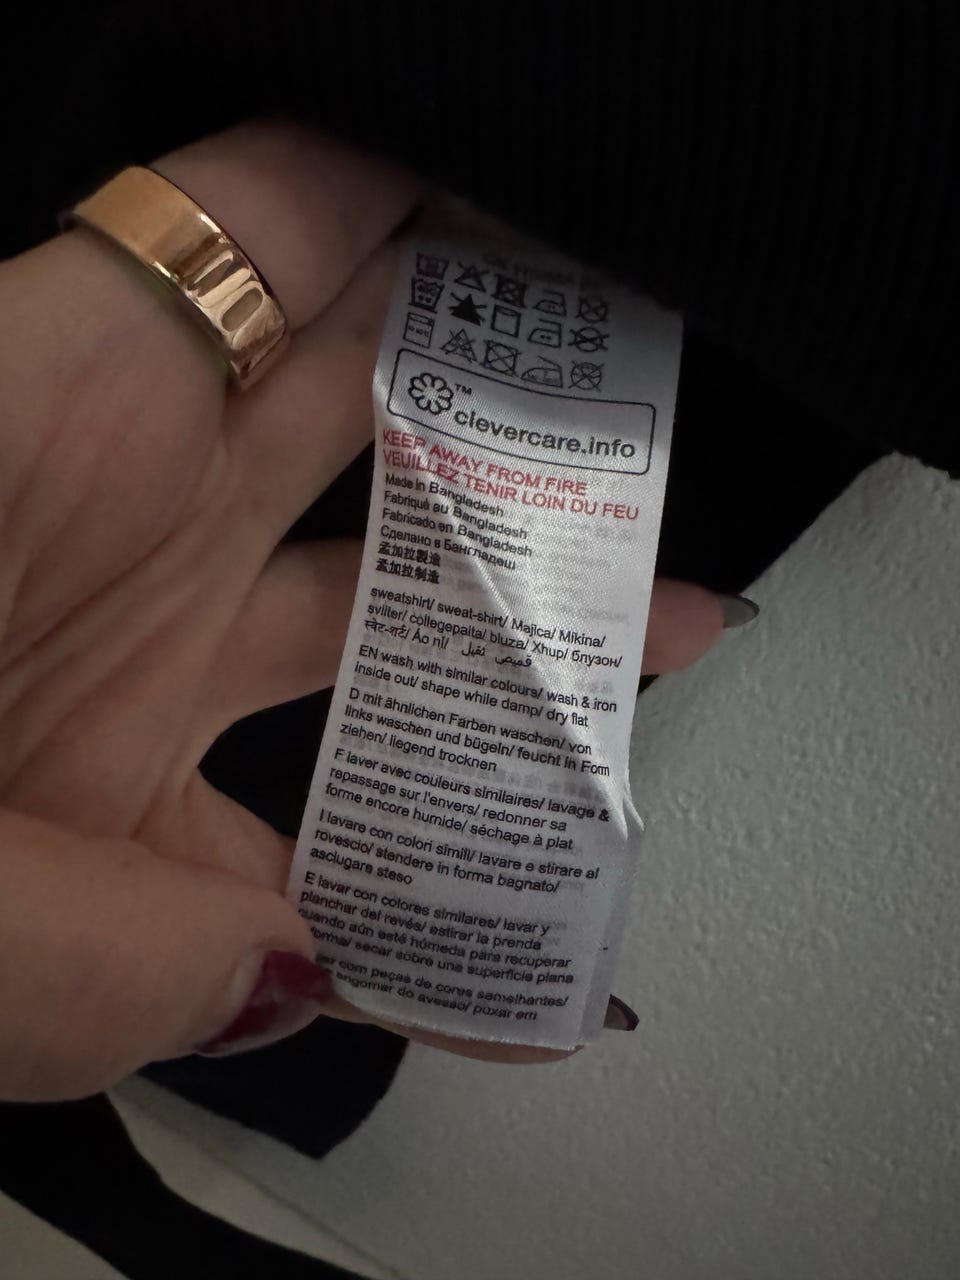 TM
clevercare.info
KEEP AWAY FROM FIRE
VEUILLEZ TENIR LOIN DU FEU
Made in Bangladesh
Fabriqué au Bangladesh
Fabricado en Bangladesh
Сделано в Бангладеш
孟加拉製造
孟加拉制造
sweatshirt/ sweat-shirt/ Majica/ Mikina/
sviiter/ collegepaita/ bluza/ Xhup/ блузон/
स्वेट-शर्ट/ Áo nỉ/ قميص ثقيل
EN wash with similar colours/ wash & iron
inside out/ shape while damp/ dry flat
D mit ähnlichen Farben waschen/ von
links waschen und bügeln/ feucht in Form
ziehen/ liegend trocknen
F laver avec couleurs similaires/ lavage &
repassage sur l'envers/ redonner sa
forme encore humide/ séchage à plat
I lavare con colori simili/ lavare e stirare al
rovescio/ stendere in forma bagnato/
asciugare steso
E lavar con colores similares/ lavar y
planchar del revés/ estirar la prenda
cuando aún esté húmeda para recuperar
forma/ secar sobre una superficie plana
com peças de cores semelhantes/
engomar do avesso/ puxar em